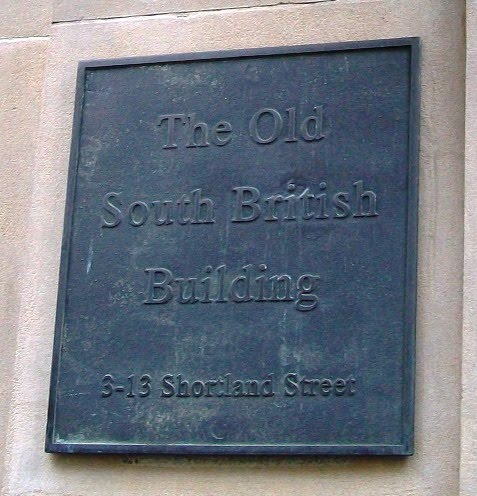 The Old
South British
Building
3-13 Shortland Street